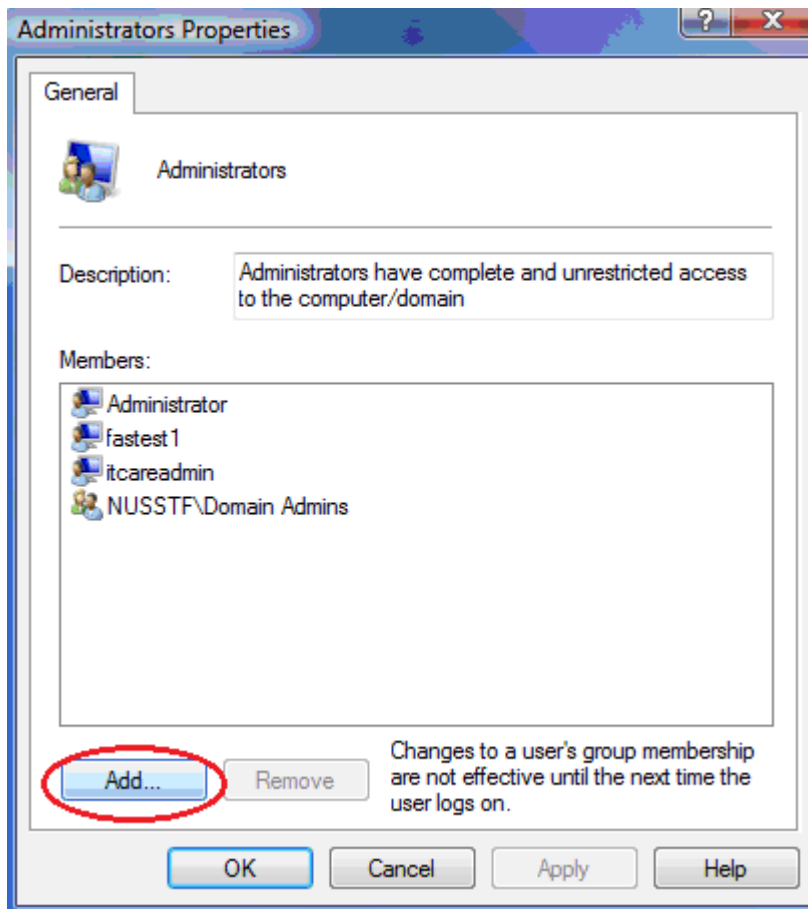 Administrators Properties
General
Administrators
Description:
Administrators have complete and unrestricted access
to the computer/domain
Members:
Administrator
fastest1
itcareadmin
NUSSTF\Domain Admins
Add...
Remove
Changes to a user's group membership
are not effective until the next time the
user logs on.
OK
Cancel
Apply
Help